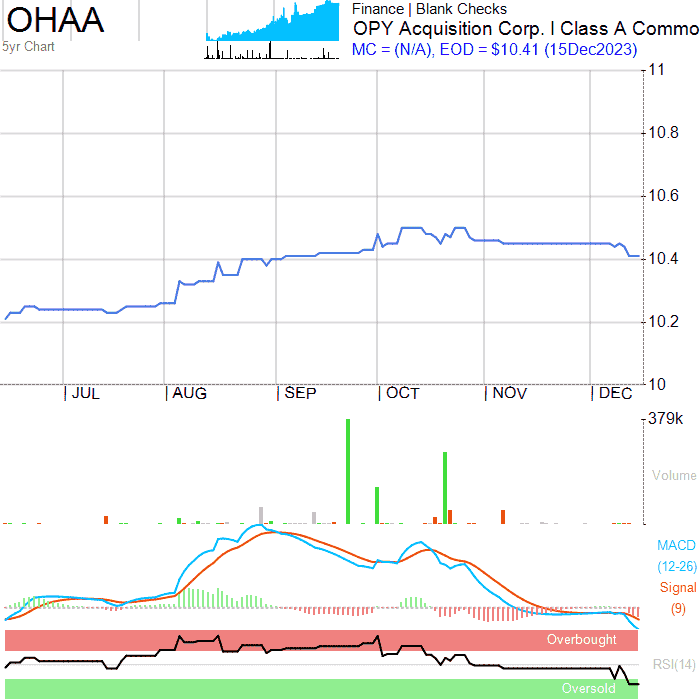 OHAA
5yr Chart
Finance | Blank Checks
OPY Acquisition Corp. I Class A Commo
MC = (N/A), EOD = $10.41 (15Dec2023)
11
10.8
10.6
10.4
10.2
10
JUL AUG SEP OCT NOV DEC
379k
Volume
MACD
(12-26)
Signal
(9)
Overbought
RSI(14)
Oversold